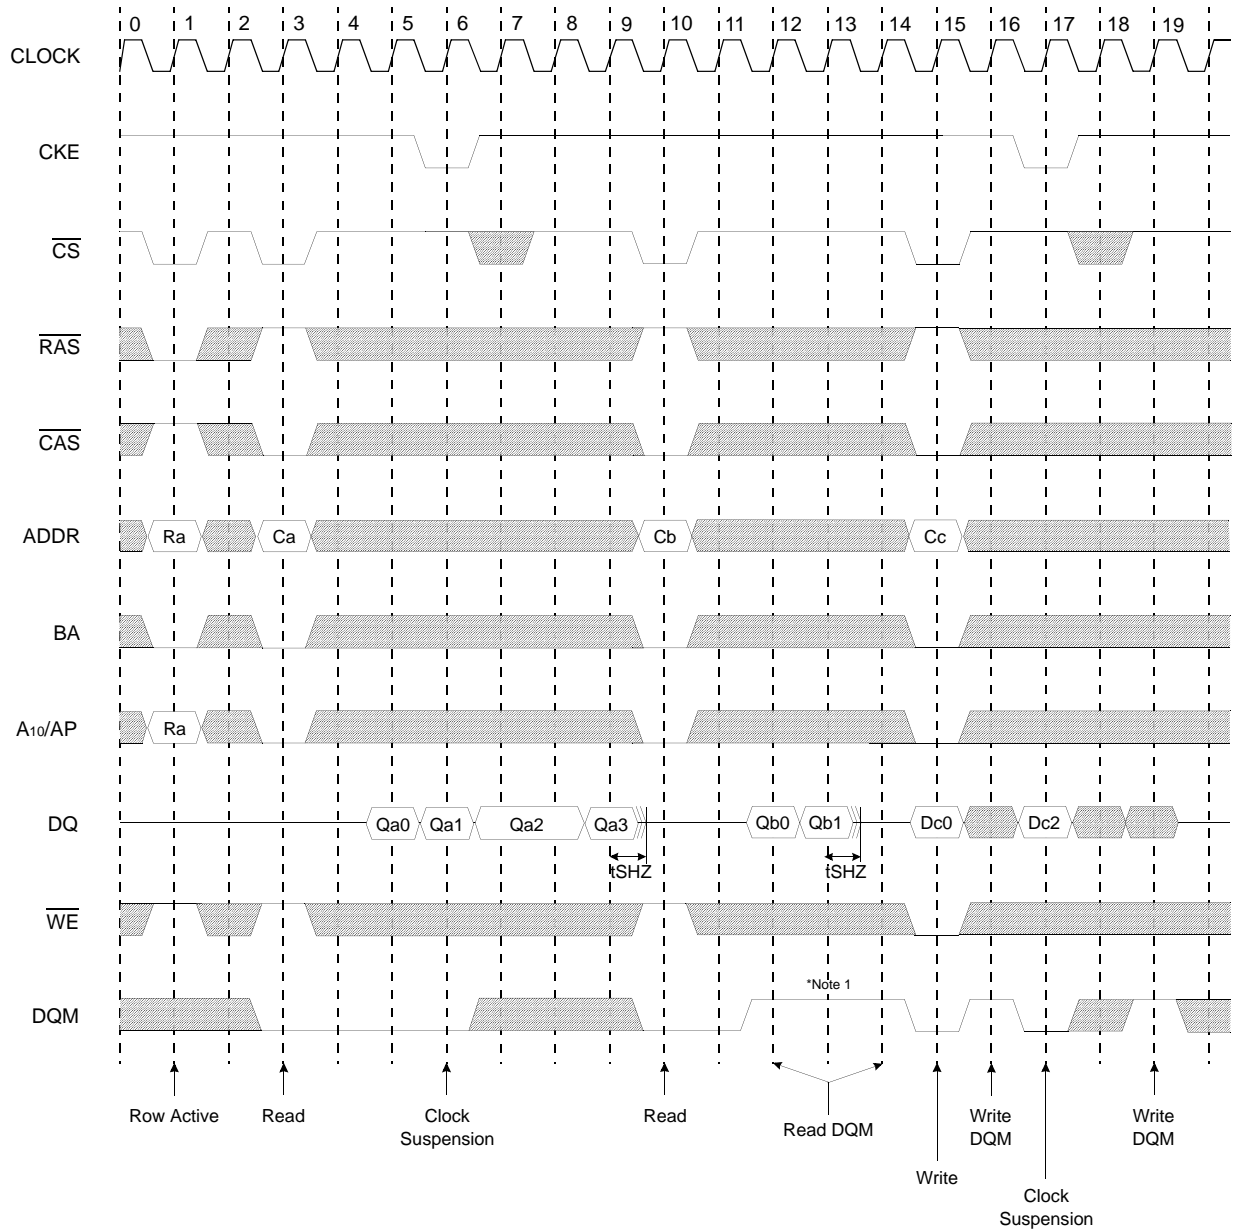 0 1 2 3 4 5 6 7 8 9 10 11 12 13 14 15 16 17 18 19
CLOCK
CKE
CS
RAS
CAS
ADDR Ra Ca Cb Cc
BA
A10/AP Ra
DQ Qa0 Qa1 Qa2 Qa3 Qb0 Qb1 Dc0 Dc2
tSHZ tSHZ
WE
*Note 1
DQM
Row Active Read Clock Suspension Read Read DQM Write DQM Write DQM
Write
Clock
Suspension